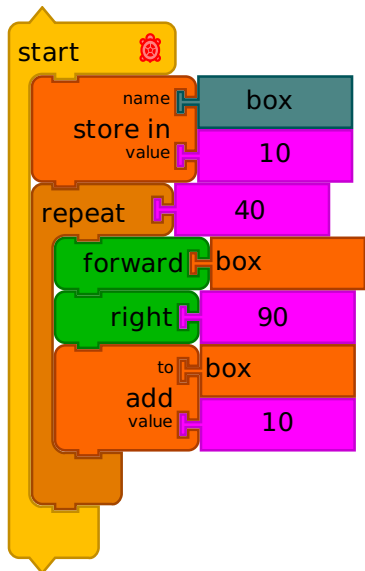 start
name box
store in
value 10
repeat 40
forward box
right 90
to box
add
value 10